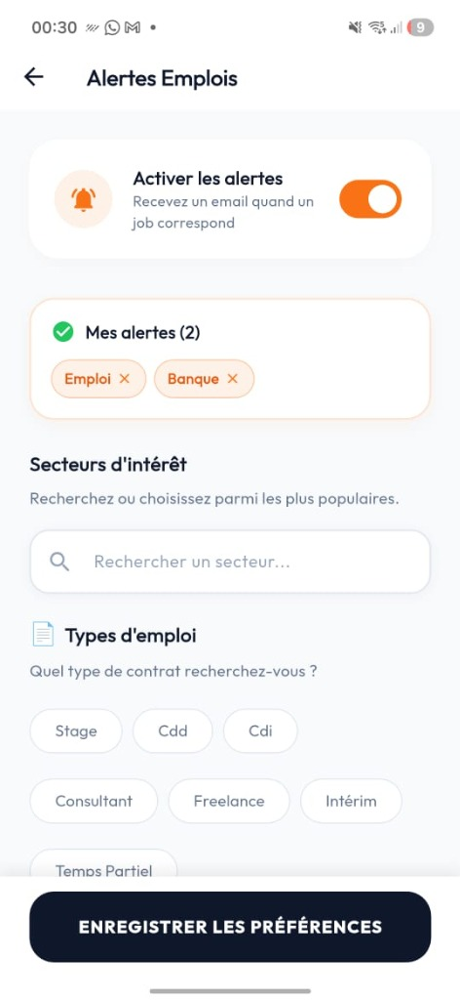 00:30
9
Alertes Emplois
Activer les alertes
Recevez un email quand un
job correspond
Mes alertes (2)
Emploi ×
Banque ×
Secteurs d'intérêt
Recherchez ou choisissez parmi les plus populaires.
Rechercher un secteur...
Types d'emploi
Quel type de contrat recherchez-vous ?
Stage
Cdd
Cdi
Consultant
Freelance
Intérim
Temps Partiel
ENREGISTRER LES PRÉFÉRENCES